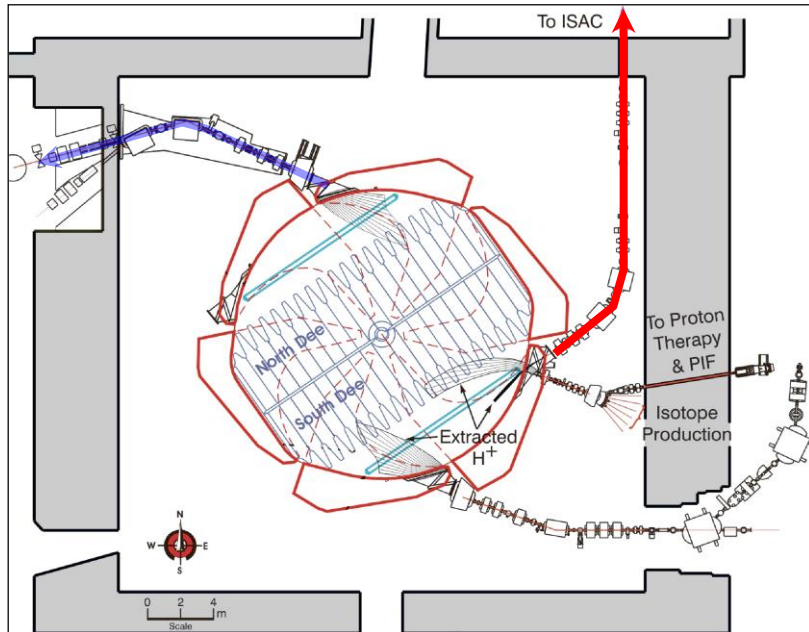 To ISAC
North Dee
South Dee
To Proton
Therapy
& PIF
Isotope
Production
Extracted
H+
N
W E
S
0 2 4
m
Scale